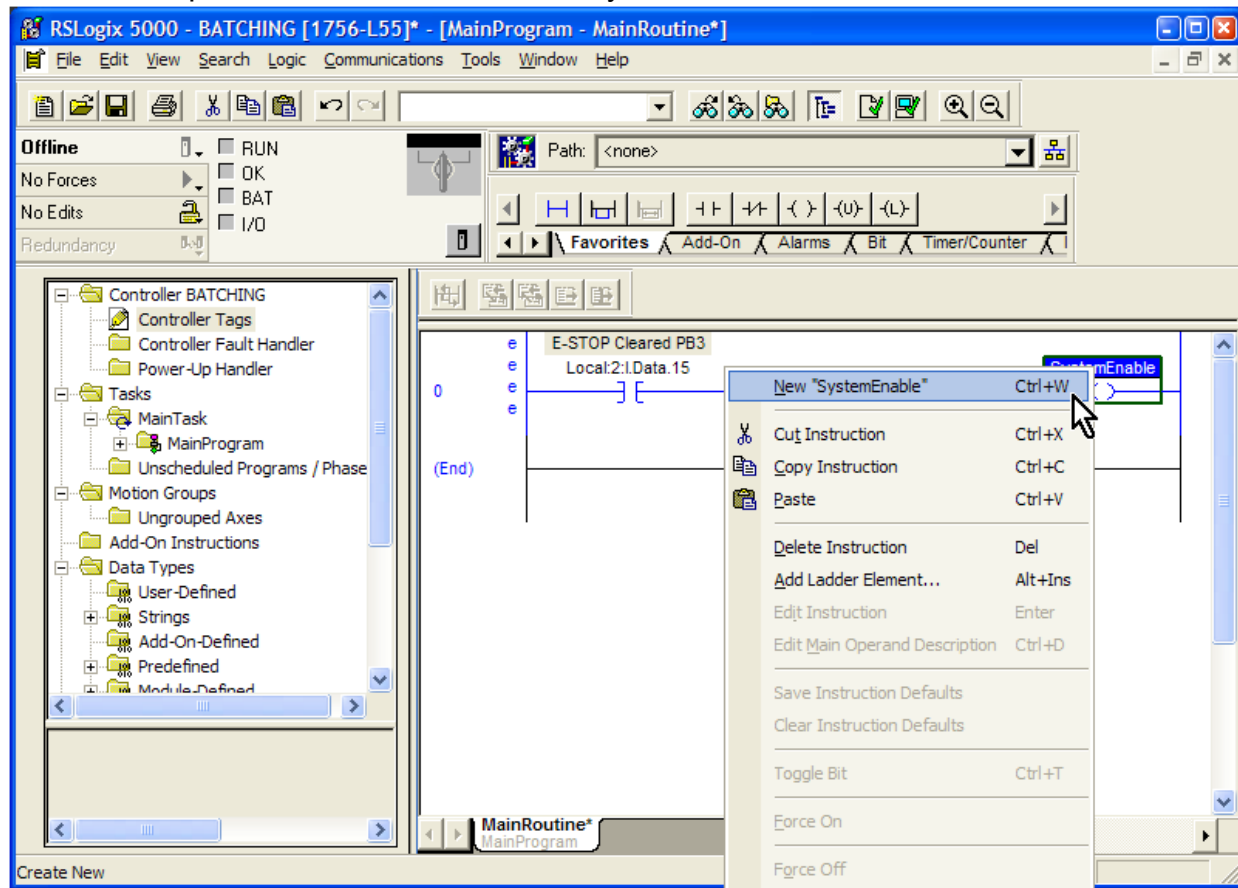 RSLogix 5000 - BATCHING [1756-L55]* - [MainProgram - MainRoutine*]
File Edit View Search Logic Communications Tools Window Help
Offline
RUN
No Forces
OK
No Edits
BAT
Redundancy
I/O
Path: <none>
Favorites Add-On Alarms Bit Timer/Counter
Controller BATCHING
Controller Tags
Controller Fault Handler
Power-Up Handler
Tasks
MainTask
MainProgram
Unscheduled Programs / Phase
Motion Groups
Ungrouped Axes
Add-On Instructions
Data Types
User-Defined
Strings
Add-On-Defined
Predefined
Module-Defined
e E-STOP Cleared PB3
e Local:2:I.Data.15 SystemEnable
0 e
e
(End)
New "SystemEnable" Ctrl+W
Cut Instruction Ctrl+X
Copy Instruction Ctrl+C
Paste Ctrl+V
Delete Instruction Del
Add Ladder Element... Alt+Ins
Edit Instruction Enter
Edit Main Operand Description Ctrl+D
Save Instruction Defaults
Clear Instruction Defaults
Toggle Bit Ctrl+T
Force On
Force Off
MainRoutine*
MainProgram
Create New